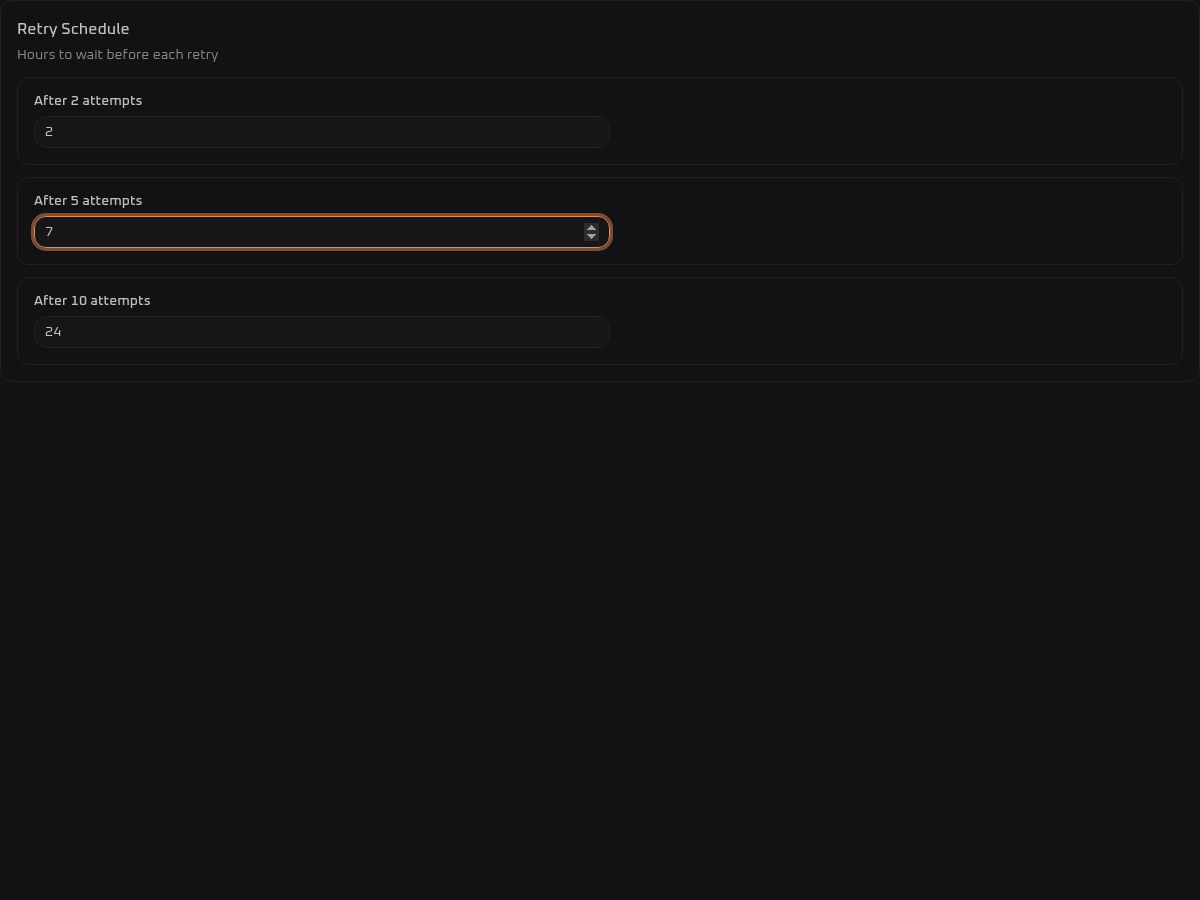 Retry Schedule
Hours to wait before each retry
After 2 attempts
2
After 5 attempts
7
After 10 attempts
24